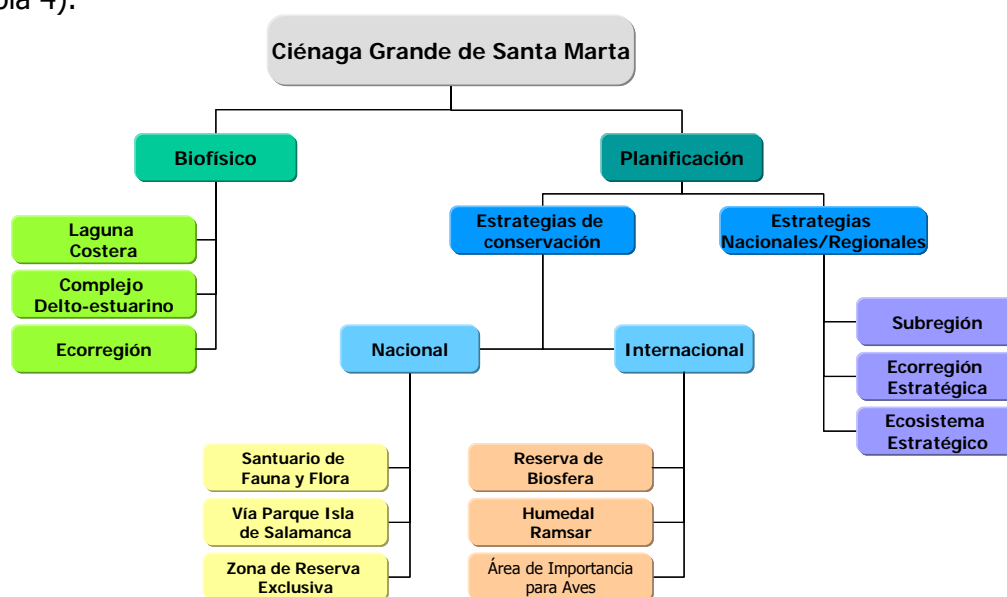 4).
Ciénaga Grande de Santa Marta
Biofísico
Planificación
Laguna
Costera
Complejo
Delto-estuarino
Ecorregión
Estrategias de
conservación
Estrategias
Nacionales/Regionales
Nacional
Internacional
Subregión
Ecorregión
Estratégica
Ecosistema
Estratégico
Santuario de
Fauna y Flora
Vía Parque Isla
de Salamanca
Zona de Reserva
Exclusiva
Reserva de
Biosfera
Humedal
Ramsar
Área de Importancia
para Aves